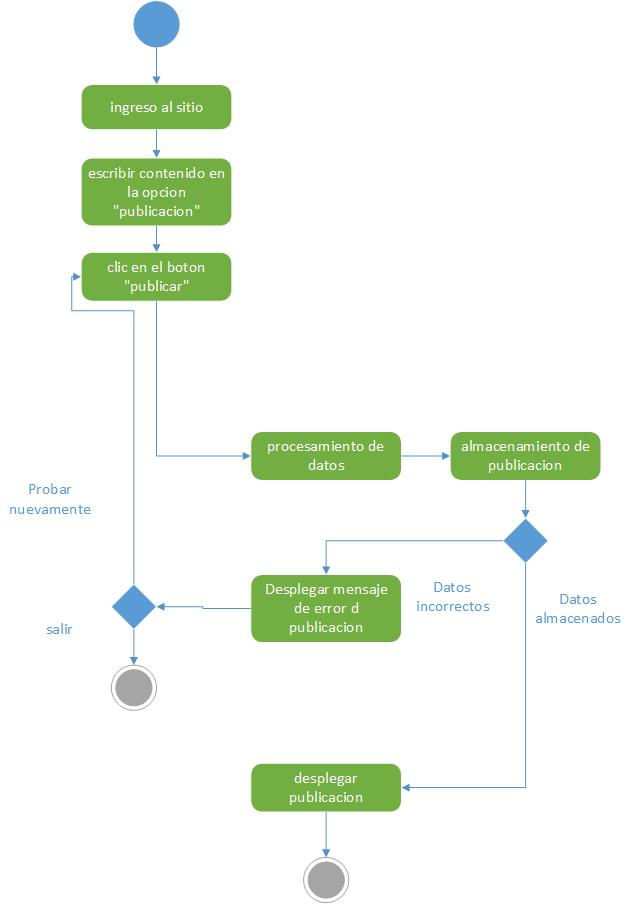 ingreso al sitio
escribir contenido en
la opcion
"publicacion"
clic en el boton
"publicar"
procesamiento de
datos
almacenamiento de
publicacion
Probar
nuevamente
Desplegar mensaje
de error d
publicacion
Datos
incorrectos
Datos
almacenados
salir
desplegar
publicacion